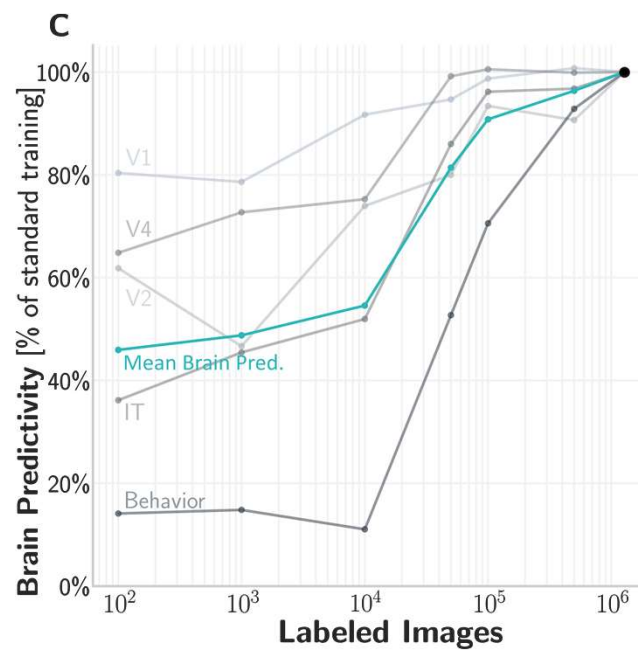 C
Brain Predictivity [% of standard training]
100%
80%
60%
40%
20%
0%
V1
V4
V2
Mean Brain Pred.
IT
Behavior
10² 10³ 10⁴ 10⁵ 10⁶
Labeled Images